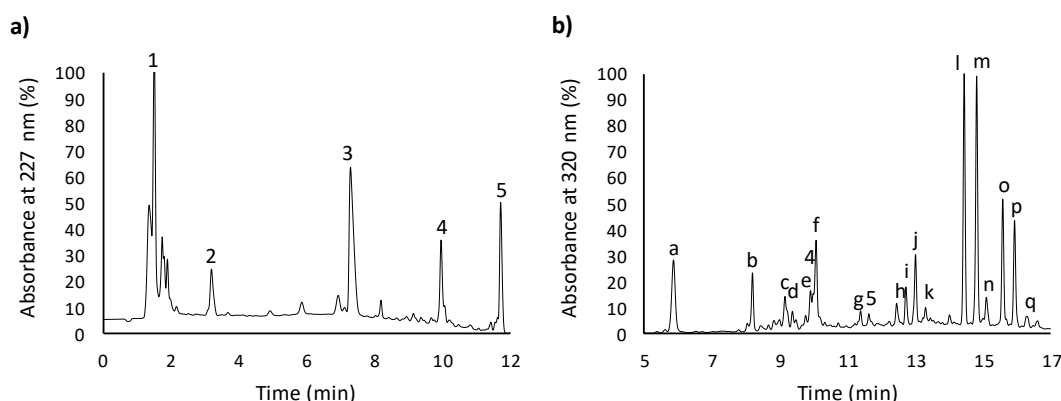 a)
Absorbance at 227 nm (%)
100
90
80
70
60
50
40
30
20
10
0
1
2
3
4
5
0 2 4 6 8 10 12
Time (min)
b)
Absorbance at 320 nm (%)
100
90
80
70
60
50
40
30
20
10
0
a
b
c
d
e
4
f
g
5
h
i
j
k
l
m
n
o
p
q
5 7 9 11 13 15 17
Time (min)